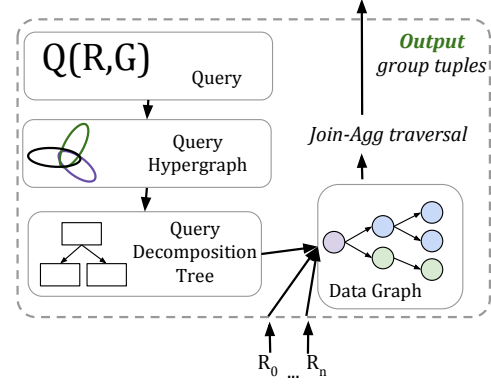 Q(R,G)
Query
Query
Hypergraph
Query
Decomposition
Tree
Output
group tuples
Join-Agg traversal
Data Graph
R0 ... Rn